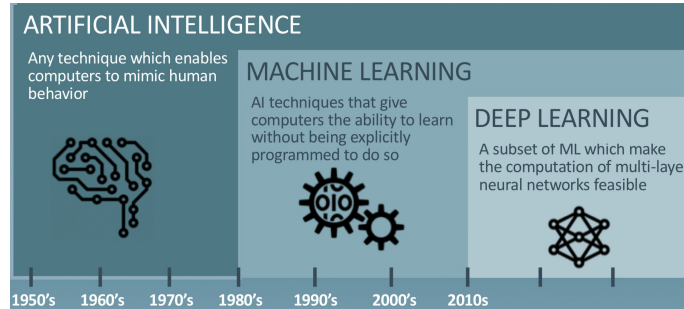 ARTIFICIAL INTELLIGENCE
Any technique which enables
computers to mimic human
behavior
MACHINE LEARNING
AI techniques that give
computers the ability to learn
without being explicitly
programmed to do so
DEEP LEARNING
A subset of ML which make
the computation of multi-laye
neural networks feasible
OIO
1950's 1960's 1970's 1980's 1990's 2000's 2010s